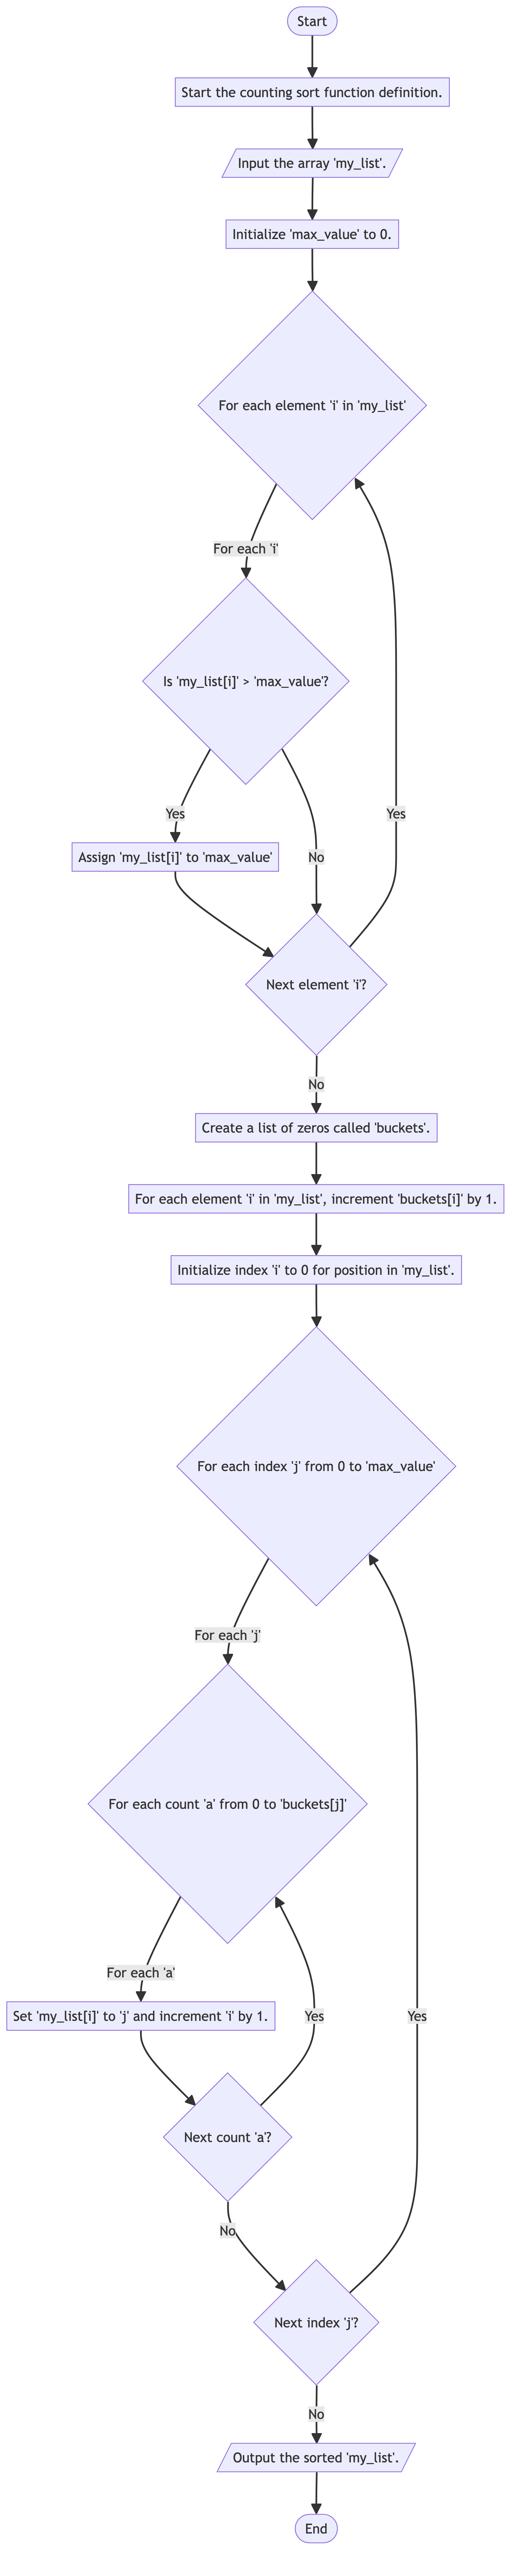 Start
Start the counting sort function definition.
Input the array 'my_list'.
Initialize 'max_value' to 0.
For each element 'i' in 'my_list'
For each 'i'
Is 'my_list[i]' > 'max_value'?
Yes
Yes
Assign 'my_list[i]' to 'max_value'
No
Next element 'i'?
No
Create a list of zeros called 'buckets'.
For each element 'i' in 'my_list', increment 'buckets[i]' by 1.
Initialize index 'i' to 0 for position in 'my_list'.
For each index 'j' from 0 to 'max_value'
For each 'j'
For each count 'a' from 0 to 'buckets[j]'
For each 'a'
Set 'my_list[i]' to 'j' and increment 'i' by 1.
Yes
Yes
Next count 'a'?
No
Next index 'j'?
No
Output the sorted 'my_list'.
End